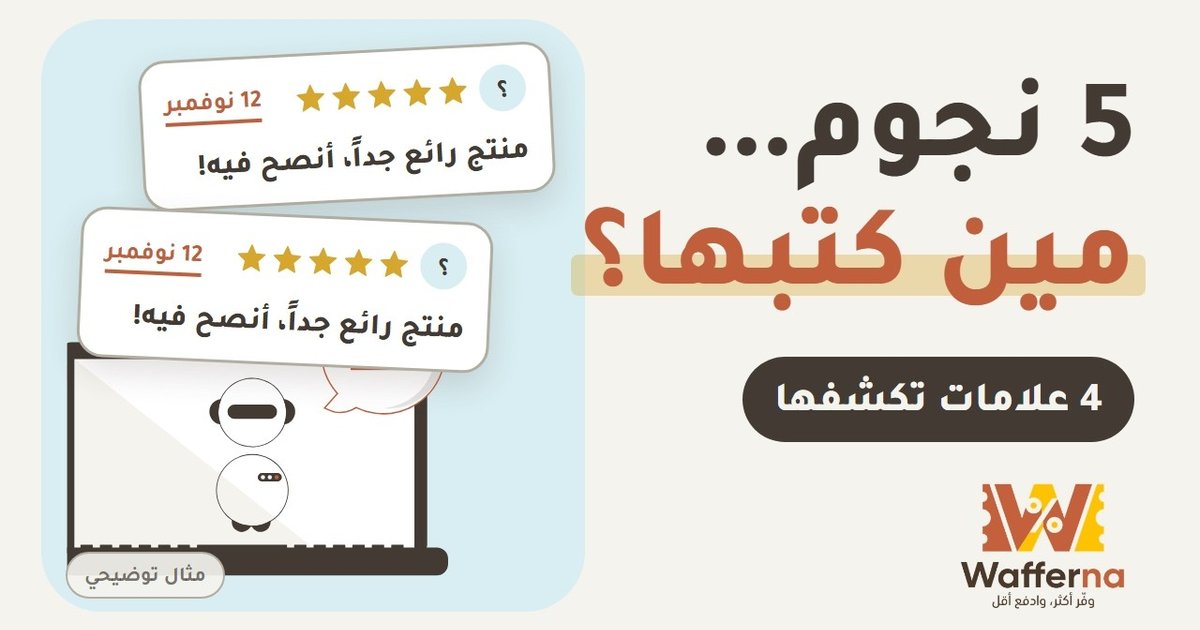 5 نجوم...
مين كتبها؟
4 علامات تكشفها
؟
12 نوفمبر
منتج رائع جداً، أنصح فيه!
؟
12 نوفمبر
منتج رائع جداً، أنصح فيه!
مثال توضيحي
Wafferna
وفّر أكثر، وادفع أقل